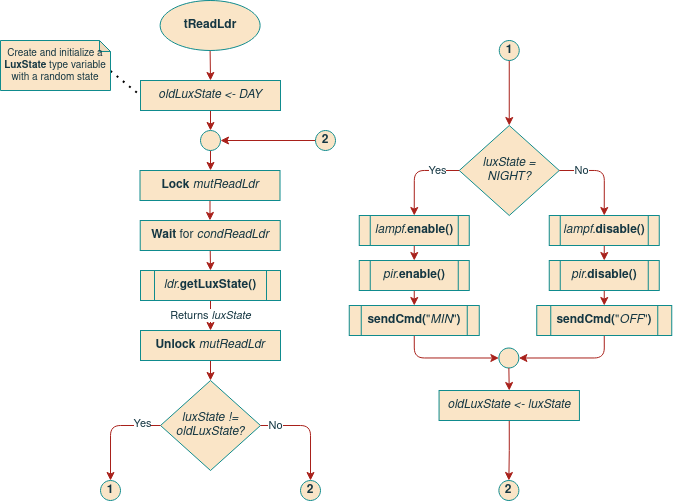 tReadLdr
Create and initialize a
LuxState type variable
with a random state
oldLuxState <- DAY
2
Lock mutReadLdr
Wait for condReadLdr
ldr.getLuxState()
Returns luxState
Unlock mutReadLdr
luxState !=
oldLuxState?
Yes
No
1
2
1
luxState =
NIGHT?
Yes
No
lampf.enable()
lampf.disable()
pir.enable()
pir.disable()
sendCmd("MIN")
sendCmd("OFF")
oldLuxState <- luxState
2